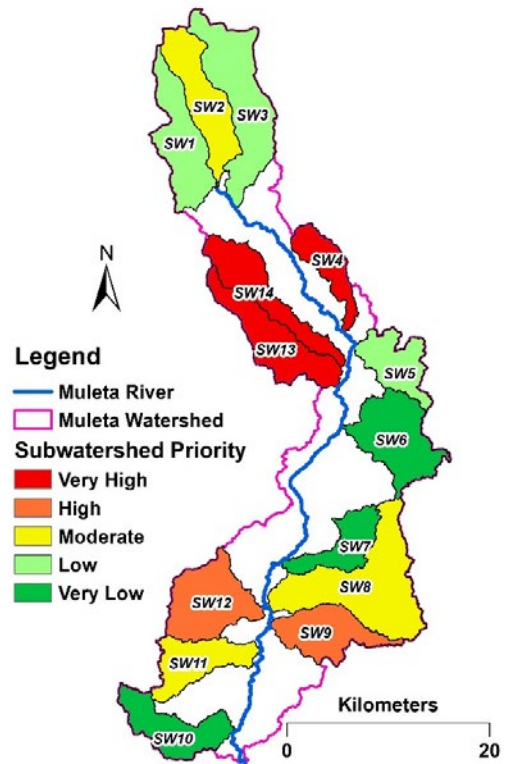 SW2
SW3
SW1
N
SW4
SW14
SW13
Legend
Muleta River
Muleta Watershed
Subwatershed Priority
Very High
High
Moderate
Low
Very Low
SW5
SW6
SW7
SW8
SW12
SW9
SW11
SW10
Kilometers
0 20